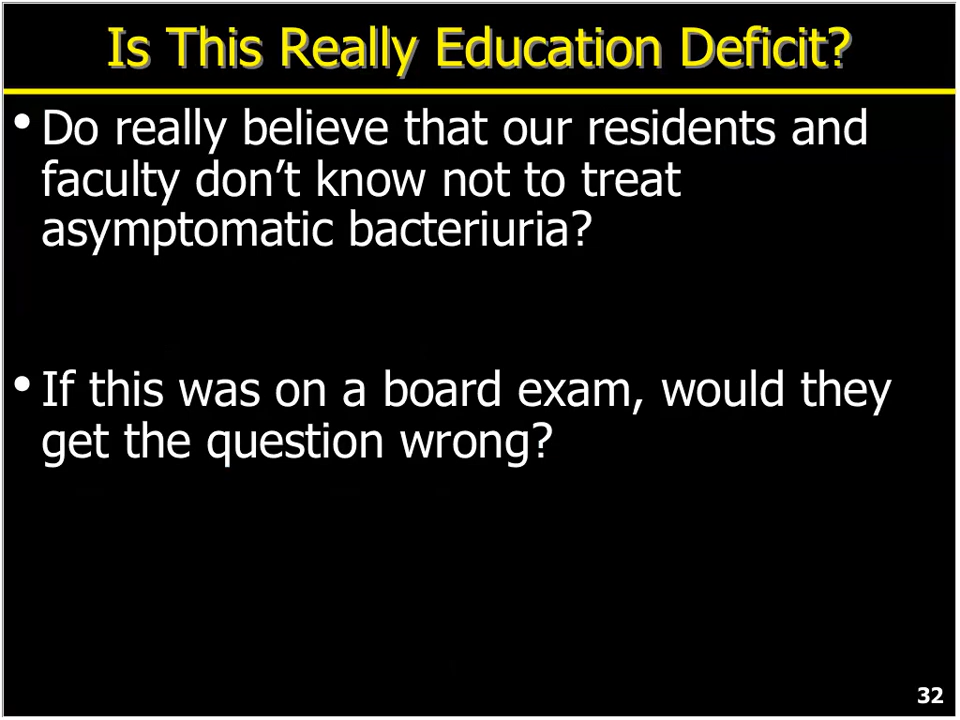 Is This Really Education Deficit?
• Do really believe that our residents and
faculty don’t know not to treat
asymptomatic bacteriuria?
• If this was on a board exam, would they
get the question wrong?
32